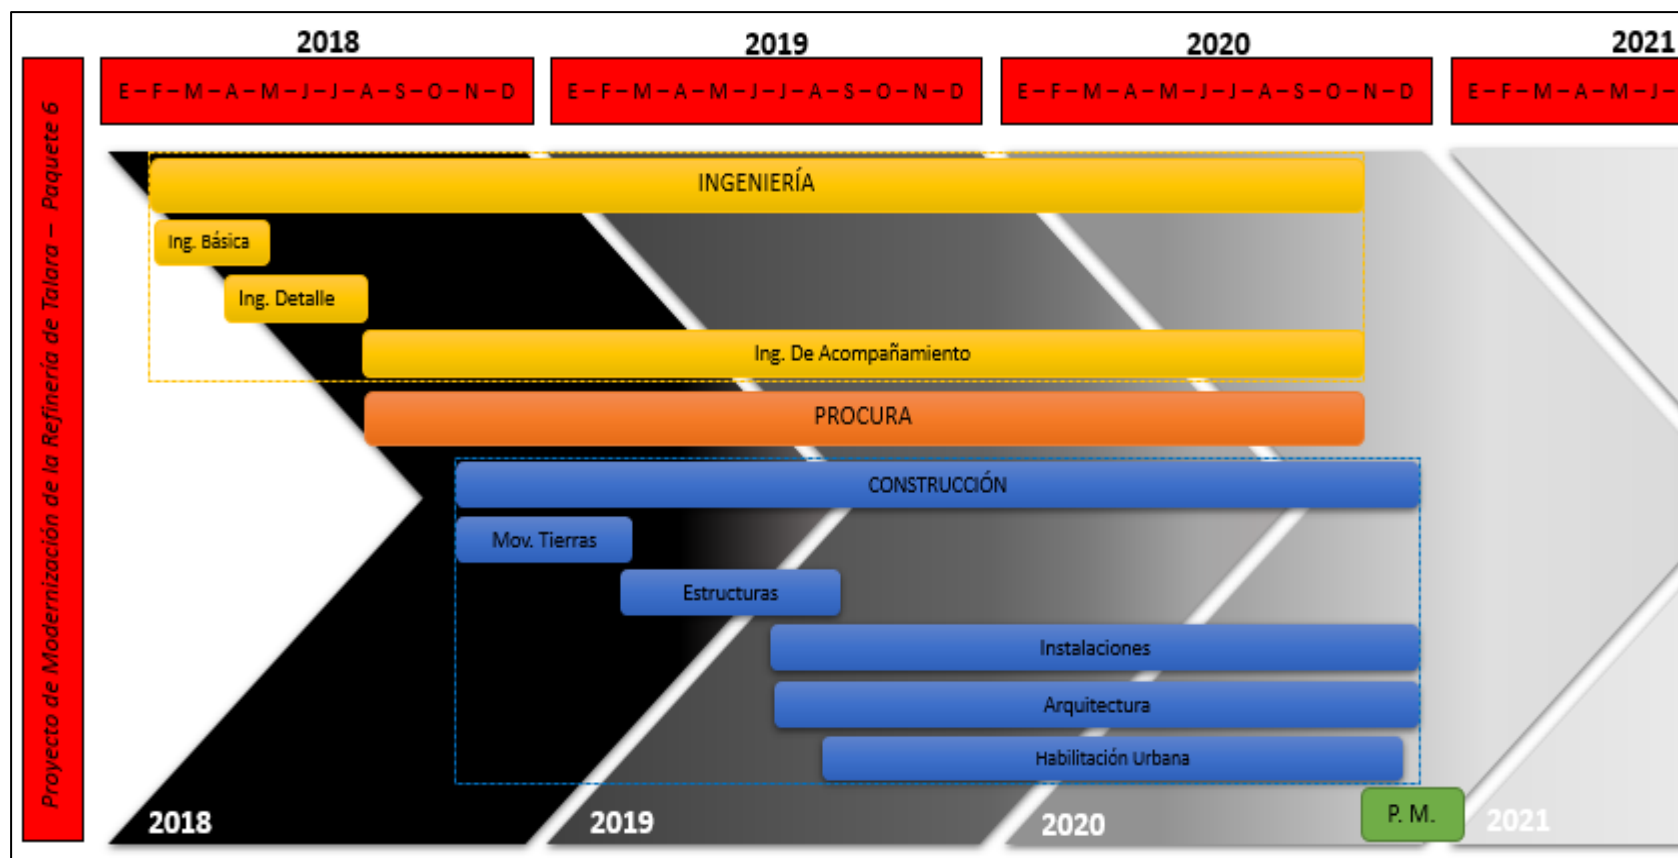 2018
2019
2020
2021
E – F – M – A – M – J – J – A – S – O – N – D
E – F – M – A – M – J – J – A – S – O – N – D
E – F – M – A – M – J – J – A – S – O – N – D
E – F – M – A – M – J –
Proyecto de Modernización de la Refinería de Talara – Paquete 6
INGENIERÍA
Ing. Básica
Ing. Detalle
Ing. De Acompañamiento
PROCURA
CONSTRUCCIÓN
Mov. Tierras
Estructuras
Instalaciones
Arquitectura
Habilitación Urbana
P. M.
2018
2019
2020
2021